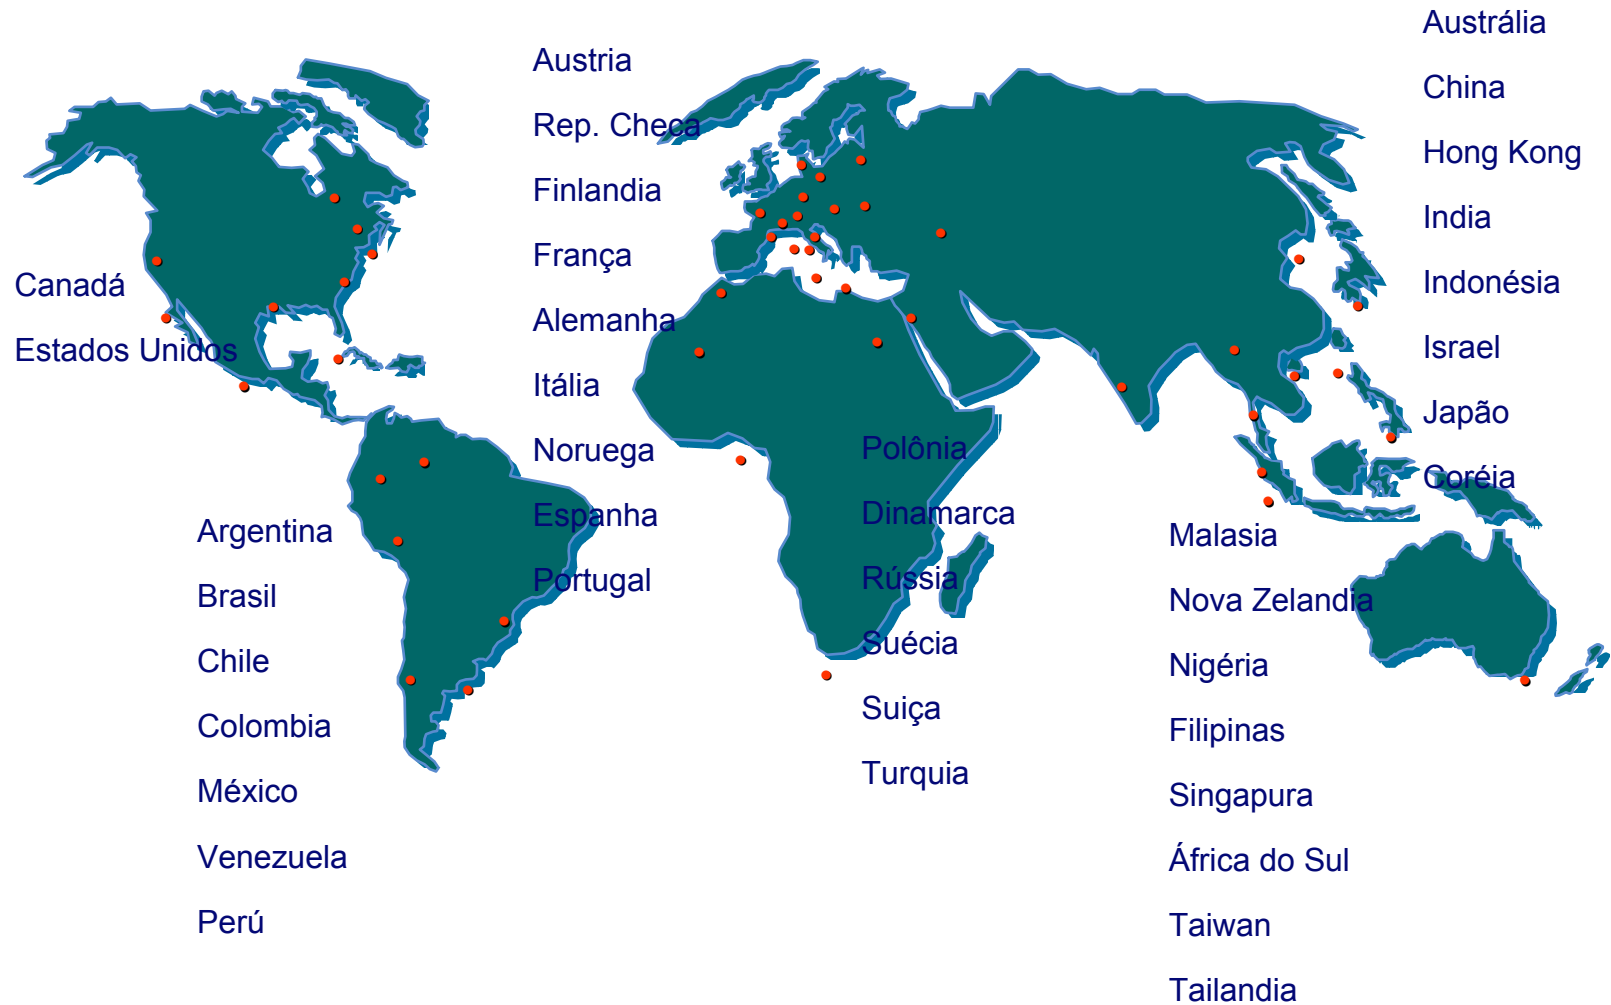 Canadá
Estados Unidos
Argentina
Brasil
Chile
Colombia
México
Venezuela
Perú
Austria
Rep. Checa
Finlandia
França
Alemanha
Itália
Noruega
Espanha
Portugal
Polônia
Dinamarca
Rússia
Suécia
Suiça
Turquia
Austrália
China
Hong Kong
India
Indonésia
Israel
Japão
Coréia
Malasia
Nova Zelandia
Nigéria
Filipinas
Singapura
África do Sul
Taiwan
Tailandia